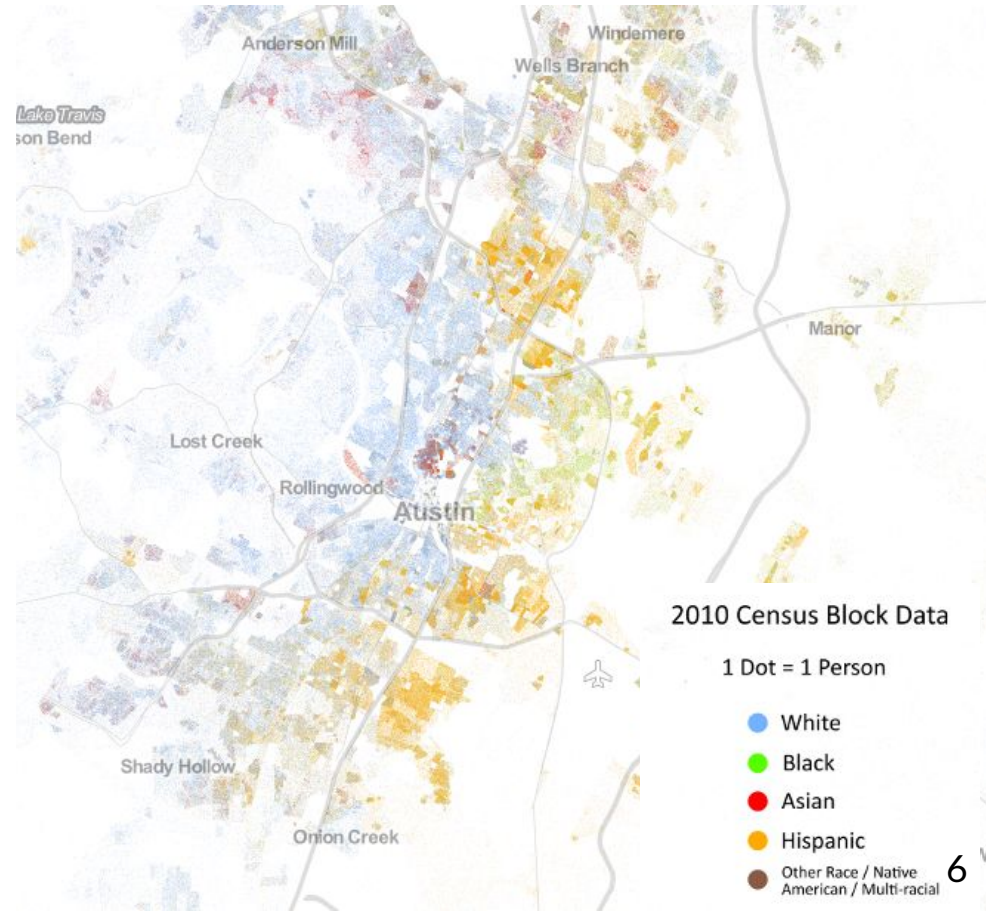 Windemere
Anderson Mill
Wells Branch
Lake Travis
son Bend
Manor
Lost Creek
Rollingwood
Austin
2010 Census Block Data
1 Dot = 1 Person
White
Black
Shady Hollow
Asian
Onion Creek
Hispanic
Other Race / Native
American / Multi-racial
6